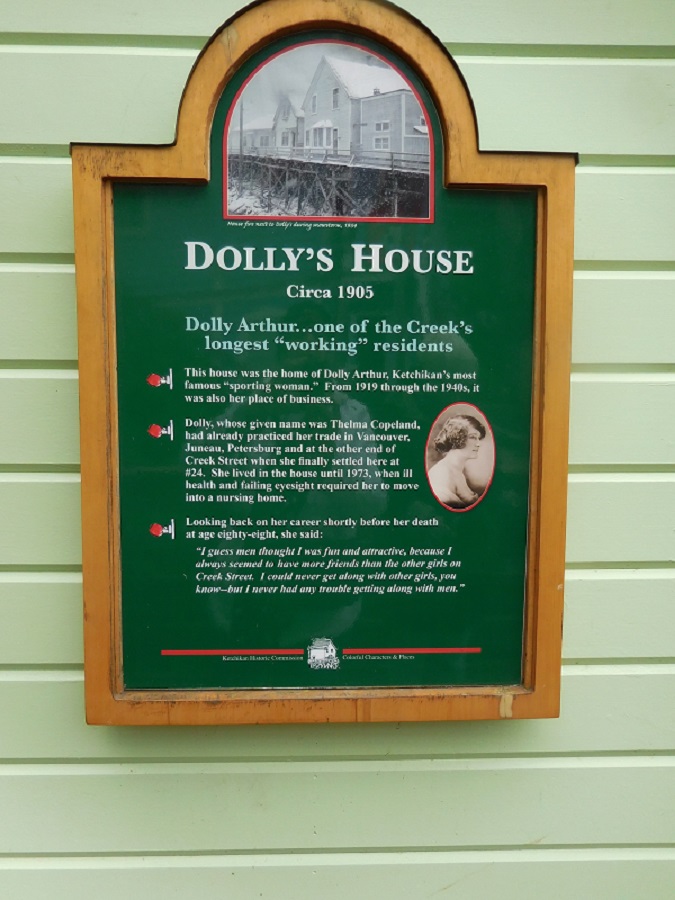 House fun next to Dolly's during snowstorm,
DOLLY'S HOUSE
Circa 1905
Dolly Arthur...one of the Creek's
longest "working" residents
This house was the home of Dolly Arthur, Ketchikan's most
famous "sporting woman." From 1919 through the 1940s, it
was also her place of business.
Dolly, whose given name was Thelma Copeland,
had already practiced her trade in Vancouver,
Juneau, Petersburg and at the other end of
Creek Street when she finally settled here at
#24. She lived in the house until 1973, when ill
health and failing eyesight required her to move
into a nursing home.
Looking back on her career shortly before her death
at age eighty-eight, she said:
"I guess men thought I was fun and attractive, because I
always seemed to have more friends than the other girls on
Creek Street. I could never get along with other girls, you
know--but I never had any trouble getting along with men."
Ketchikan Historic Commission Colorful Characters & Places